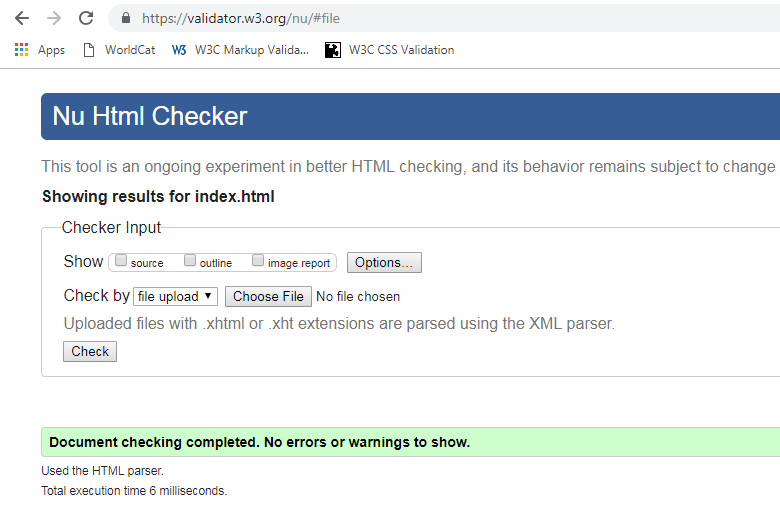 https://validator.w3.org/nu/#file
Apps WorldCat W3 W3C Markup Valida... W3C CSS Validation
Nu Html Checker
This tool is an ongoing experiment in better HTML checking, and its behavior remains subject to change
Showing results for index.html
Checker Input
Show source outline image report Options...
Check by file upload Choose File No file chosen
Uploaded files with .xhtml or .xht extensions are parsed using the XML parser.
Check
Document checking completed. No errors or warnings to show.
Used the HTML parser.
Total execution time 6 milliseconds.